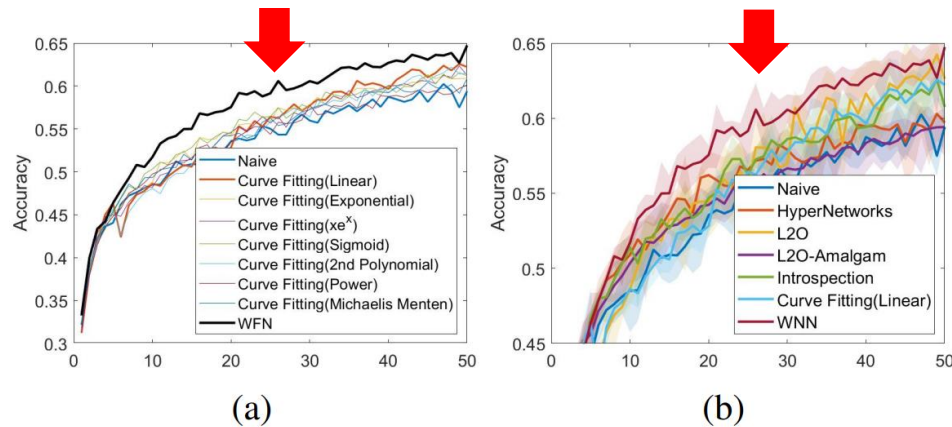 0.65
0.6
0.55
0.5
0.45
0.4
0.35
0.3
Accuracy
Naive
Curve Fitting(Linear)
Curve Fitting(Exponential)
Curve Fitting(xeˣ)
Curve Fitting(Sigmoid)
Curve Fitting(2nd Polynomial)
Curve Fitting(Power)
Curve Fitting(Michaelis Menten)
WFN
0 10 20 30 40 50
(a)
0.65
0.6
0.55
0.5
0.45
Accuracy
Naive
HyperNetworks
L2O
L2O-Amalgam
Introspection
Curve Fitting(Linear)
WNN
0 10 20 30 40 50
(b)